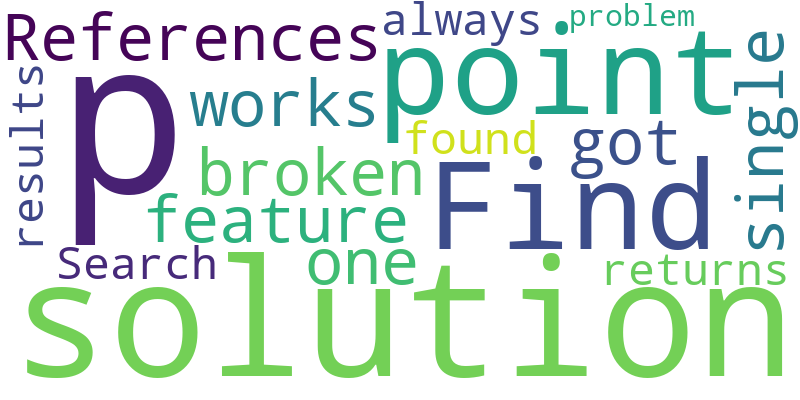 References
always
problem
p
point
single
results
works
found
got
broken
Find
feature
Search
one
returns
solution